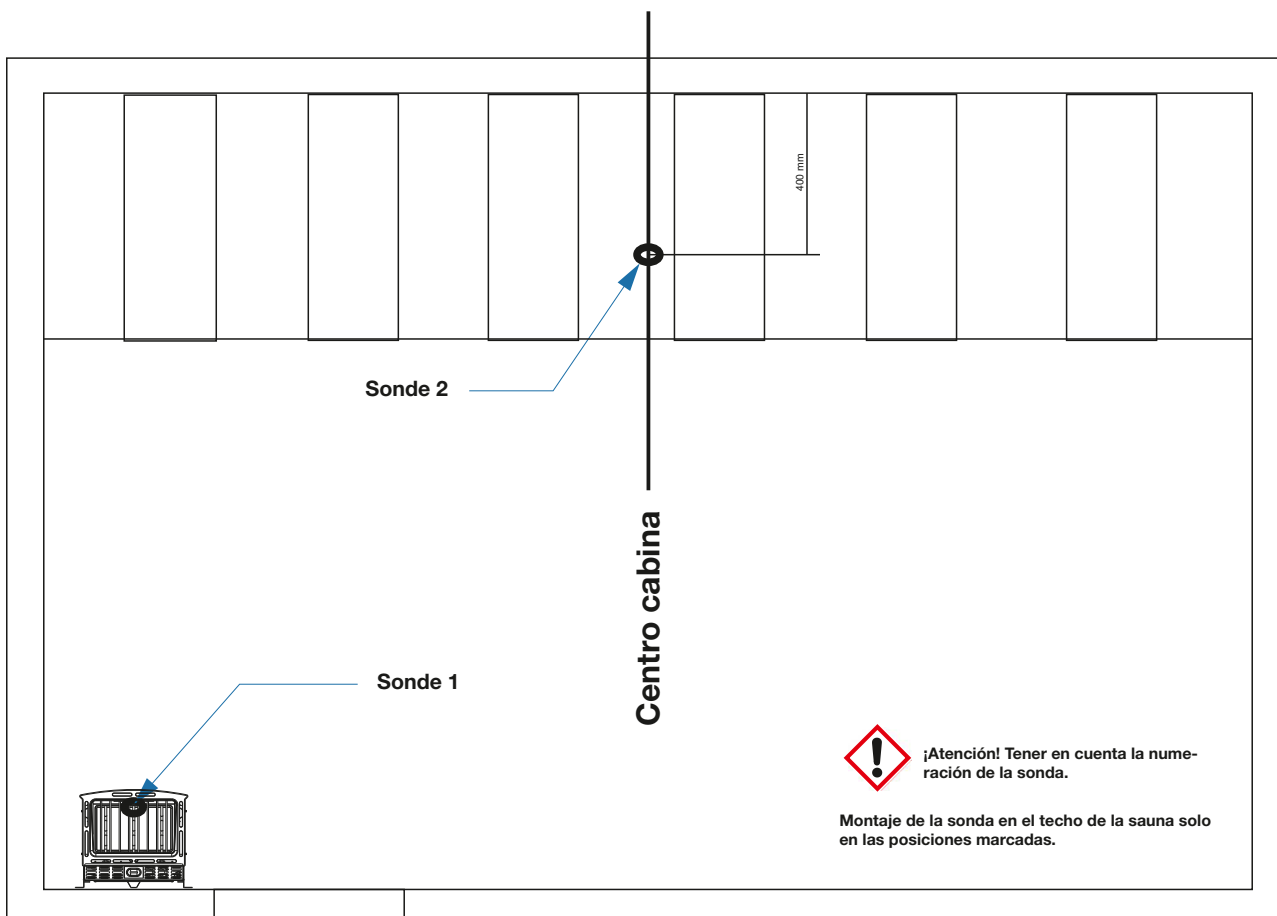 400 mm
Sonde 2
Centro cabina
Sonde 1
¡Atención! Tener en cuenta la nume-
ración de la sonda.
Montaje de la sonda en el techo de la sauna solo
en las posiciones marcadas.